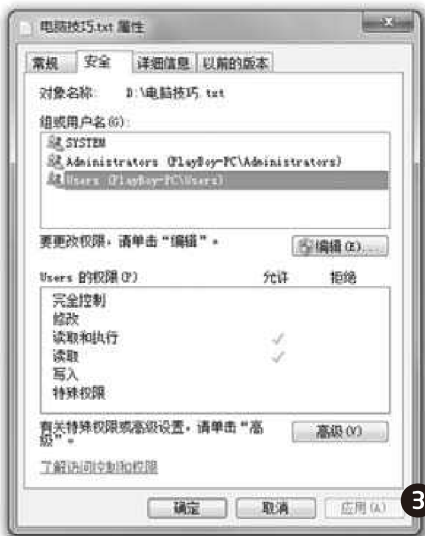 电脑技巧.txt 属性
常规 安全 详细信息 以前的版本
对象名称: D:\电脑技巧.txt
组或用户名(G):
SYSTEM
Administrators (PlayBoy-PC\Administrators)
Users (PlayBoy-PC\Users)
要更改权限，请单击“编辑”。 编辑(E)...
Users 的权限(P) 允许 拒绝
完全控制
修改
读取和执行
读取
写入
特殊权限
有关特殊权限或高级设置，请单击“高级”。 高级(V)
了解访问控制和权限
确定 取消 应用(A) 3